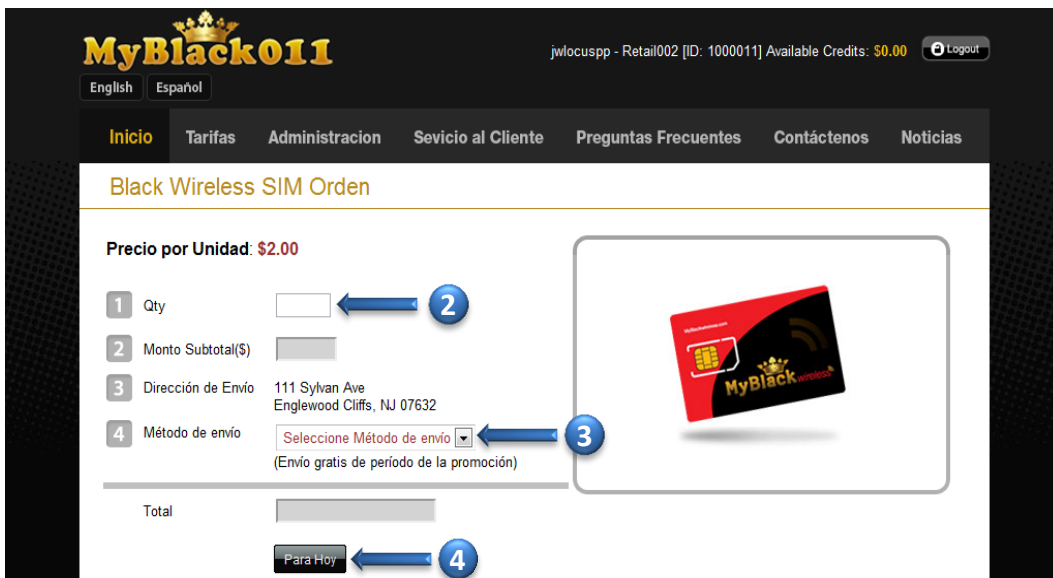 MyBlack011
jwlocuspp - Retail002 [ID: 1000011] Available Credits: $0.00 Logout
English Español
Inicio Tarifas Administracion Sevicio al Cliente Preguntas Frecuentes Contáctenos Noticias
Black Wireless SIM Orden
Precio por Unidad: $2.00
1 Qty 2
2 Monto Subtotal($)
3 Dirección de Envío 111 Sylvan Ave
Englewood Cliffs, NJ 07632
4 Método de envío Seleccione Método de envío 3
(Envío gratis de período de la promoción)
Total
Para Hoy 4
MyBlack wireless